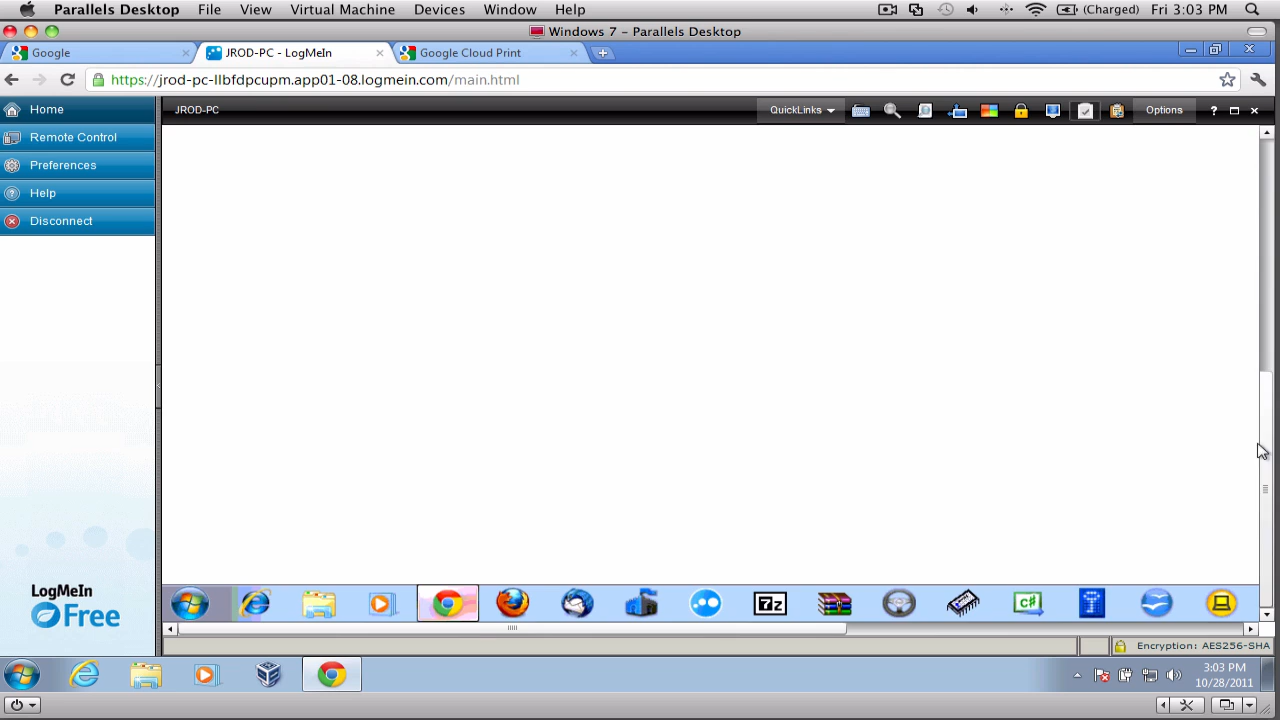 Parallels Desktop File View Virtual Machine Devices Window Help (Charged) Fri 3:03 PM
Windows 7 - Parallels Desktop
Google JROD-PC - LogMeIn Google Cloud Print
https://jrod-pc-llbfdpcupm.app01-08.logmein.com/main.html
Home
Remote Control
Preferences
Help
Disconnect
JROD-PC QuickLinks Options ?
LogMeIn
Free
7z C#
Encryption: AES256-SHA
3:03 PM
10/28/2011